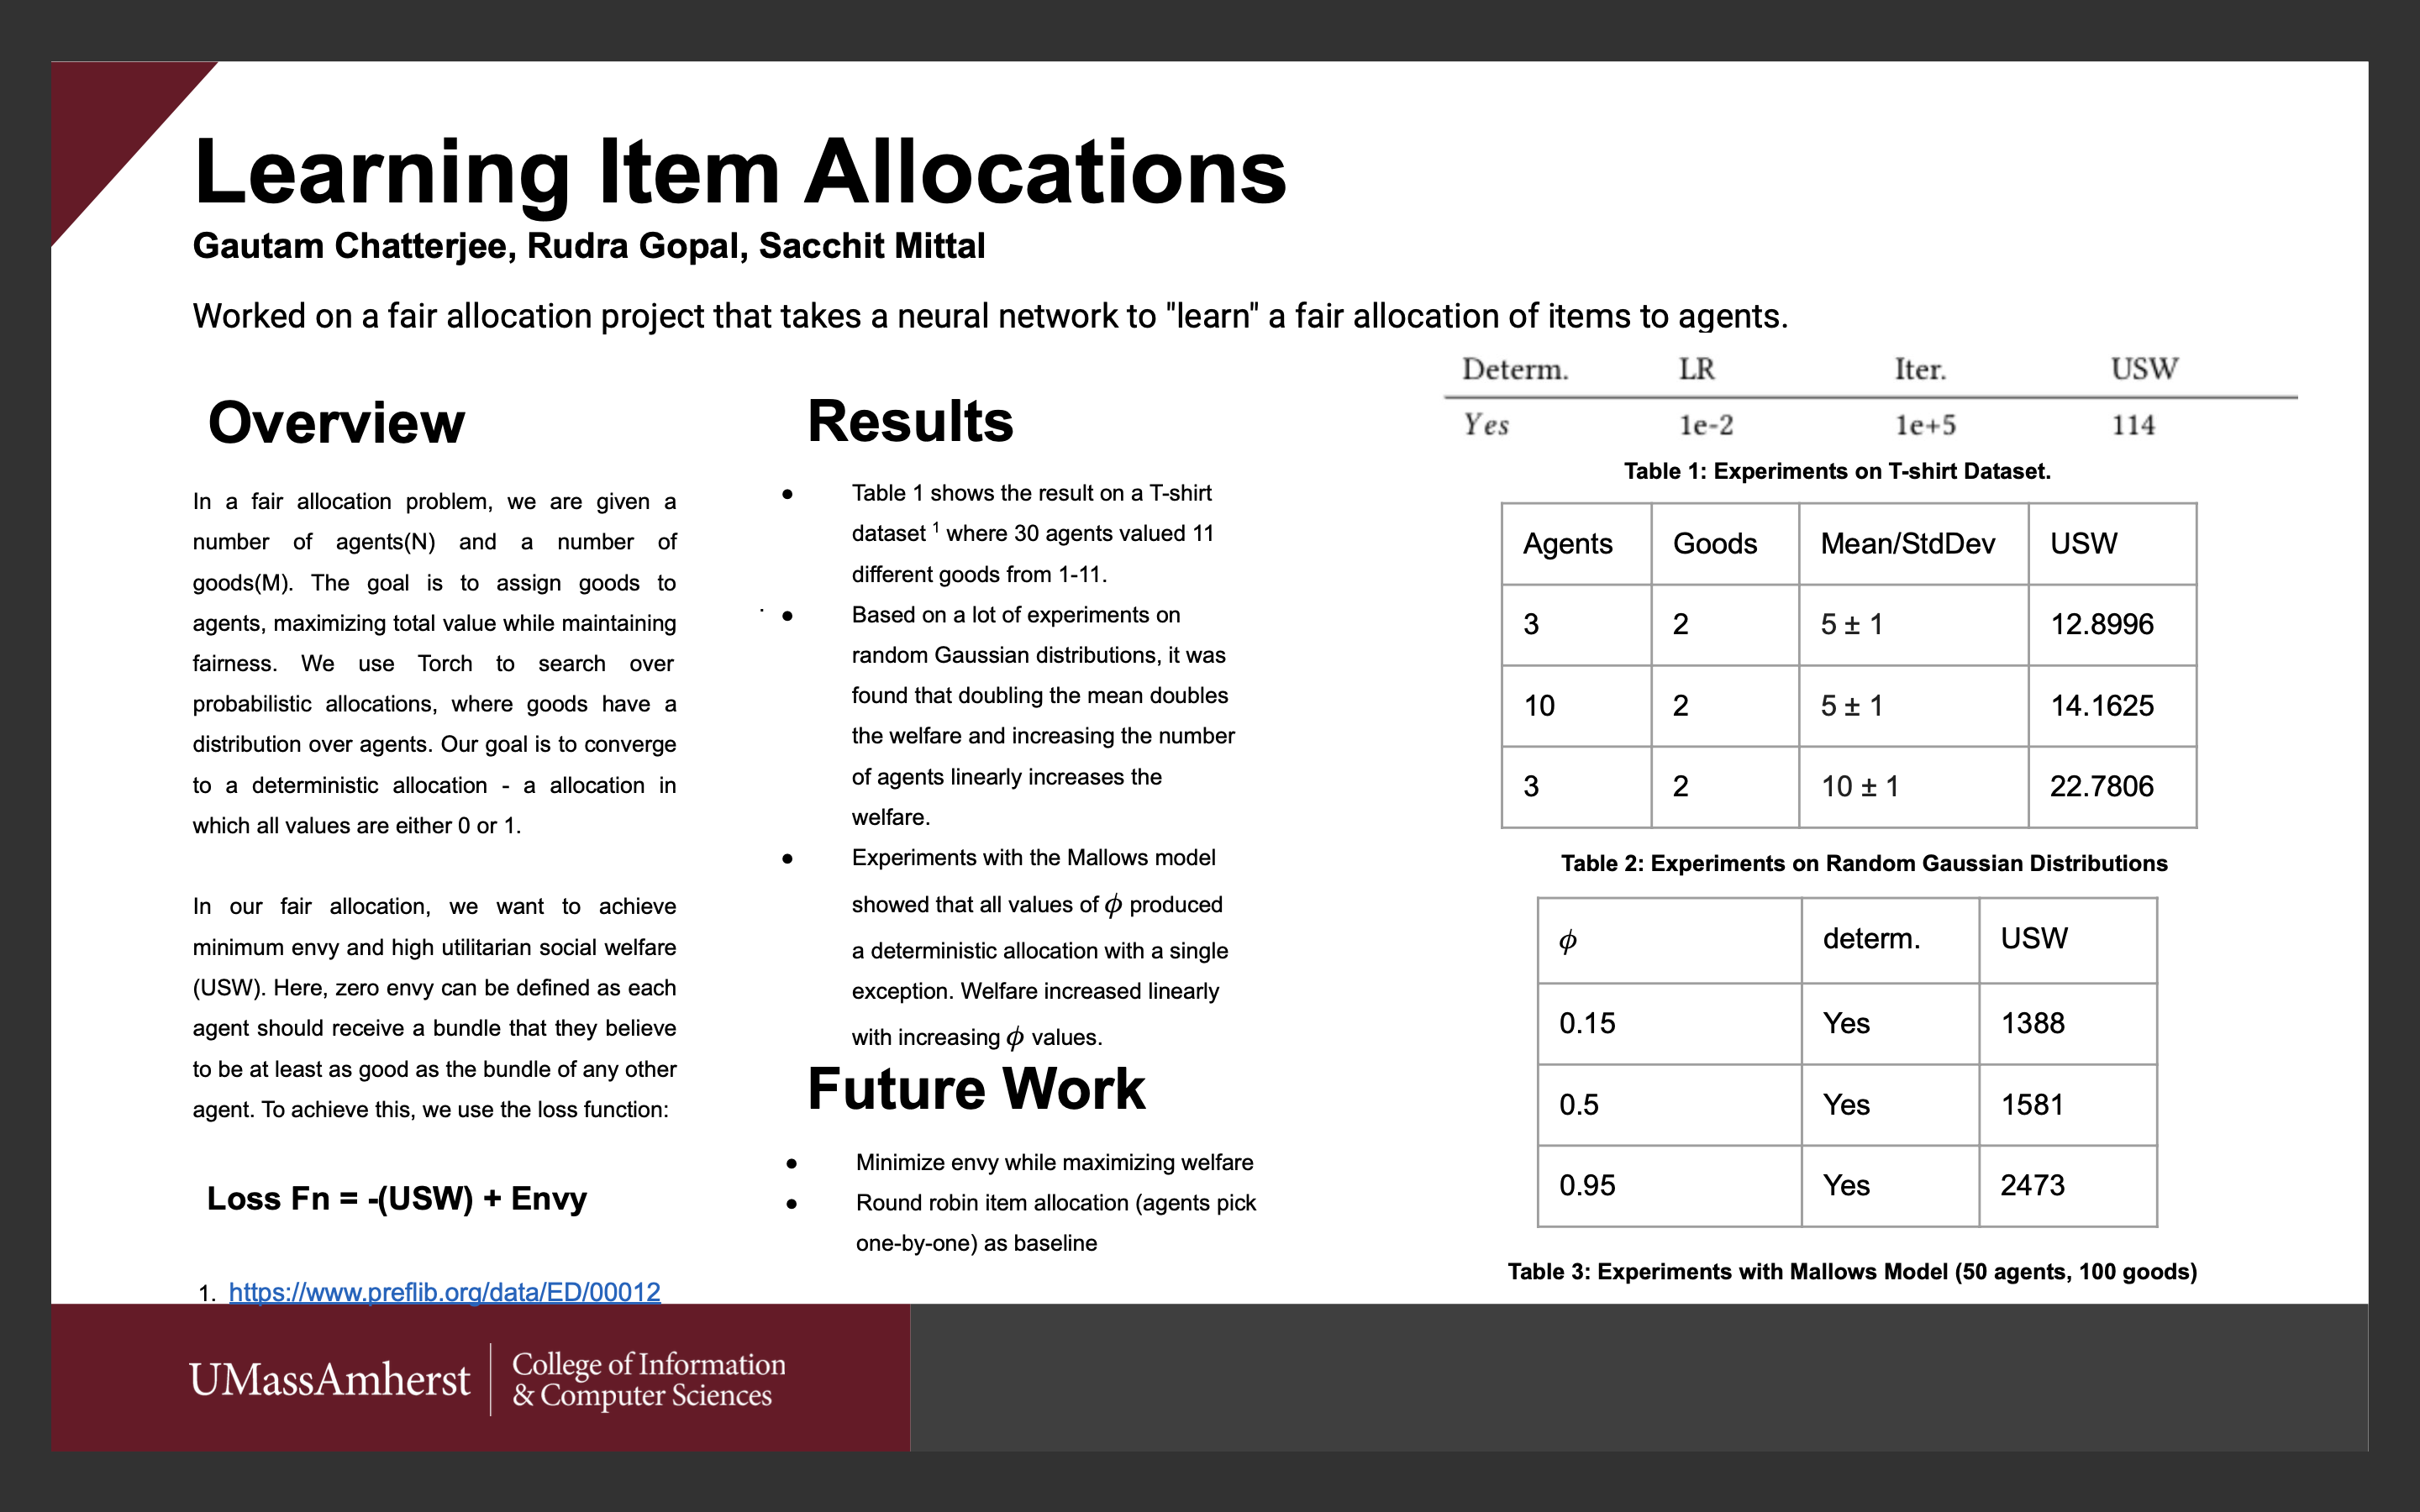 Learning Item Allocations
Gautam Chatterjee, Rudra Gopal, Sacchit Mittal
Worked on a fair allocation project that takes a neural network to "learn" a fair allocation of items to agents.
Overview
In a fair allocation problem, we are given a
number of agents(N) and a number of
goods(M). The goal is to assign goods to
agents, maximizing total value while maintaining
fairness. We use Torch to search over
probabilistic allocations, where goods have a
distribution over agents. Our goal is to converge
to a deterministic allocation - a allocation in
which all values are either 0 or 1.
In our fair allocation, we want to achieve
minimum envy and high utilitarian social welfare
(USW). Here, zero envy can be defined as each
agent should receive a bundle that they believe
to be at least as good as the bundle of any other
agent. To achieve this, we use the loss function:
Loss Fn = -(USW) + Envy
1. https://www.preflib.org/data/ED/00012
Results
● Table 1 shows the result on a T-shirt
dataset ¹ where 30 agents valued 11
different goods from 1-11.
● Based on a lot of experiments on
random Gaussian distributions, it was
found that doubling the mean doubles
the welfare and increasing the number
of agents linearly increases the
welfare.
● Experiments with the Mallows model
showed that all values of ϕ produced
a deterministic allocation with a single
exception. Welfare increased linearly
with increasing ϕ values.
Future Work
● Minimize envy while maximizing welfare
● Round robin item allocation (agents pick
one-by-one) as baseline
Determ. LR Iter. USW
Yes 1e-2 1e+5 114
Table 1: Experiments on T-shirt Dataset.
Agents Goods Mean/StdDev USW
3 2 5 ± 1 12.8996
10 2 5 ± 1 14.1625
3 2 10 ± 1 22.7806
Table 2: Experiments on Random Gaussian Distributions
ϕ determ. USW
0.15 Yes 1388
0.5 Yes 1581
0.95 Yes 2473
Table 3: Experiments with Mallows Model (50 agents, 100 goods)
UMassAmherst
College of Information
& Computer Sciences